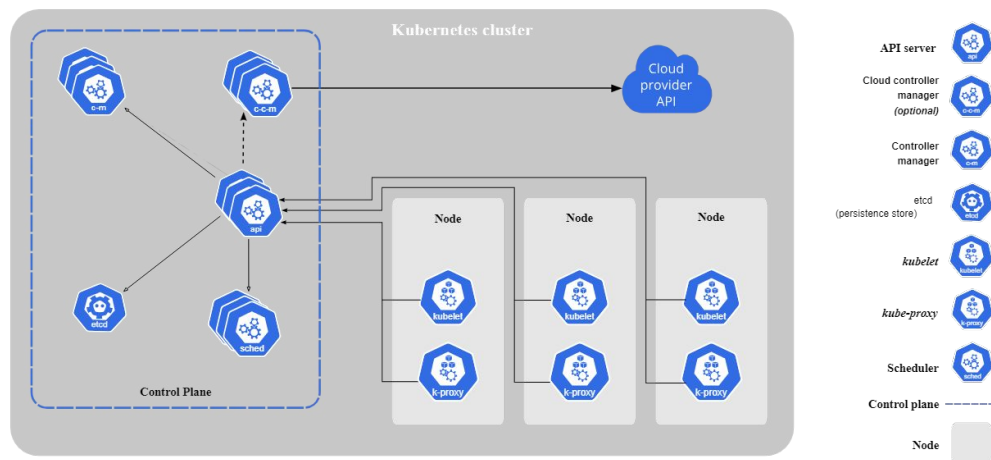 Kubernetes cluster
c-m
c-c-m
Cloud
provider
API
api
etcd
sched
Control Plane
Node
kubelet
k-proxy
Node
kubelet
k-proxy
Node
kubelet
k-proxy
API server
api
Cloud controller
manager
(optional)
c-c-m
Controller
manager
c-m
etcd
(persistence store)
etcd
kubelet
kubelet
kube-proxy
k-proxy
Scheduler
sched
Control plane
Node